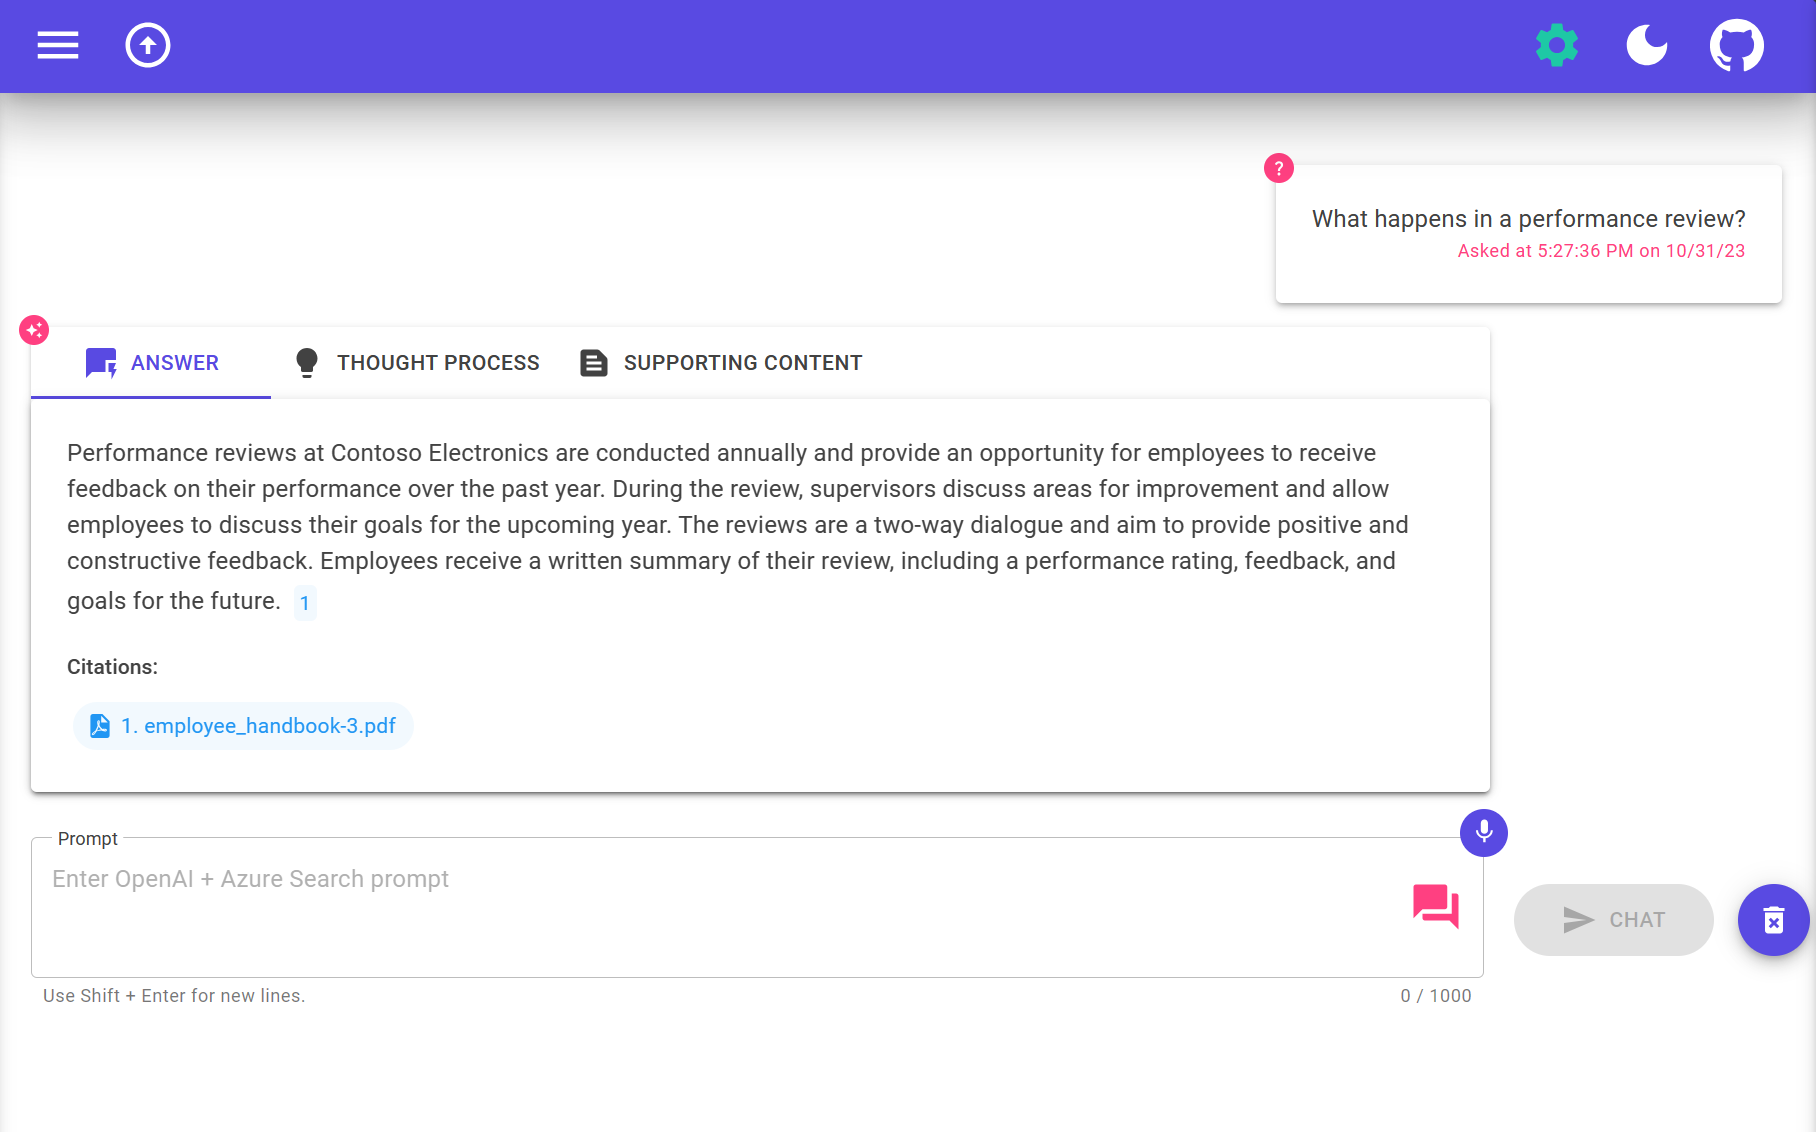 ?
What happens in a performance review?
Asked at 5:27:36 PM on 10/31/23
ANSWER THOUGHT PROCESS SUPPORTING CONTENT
Performance reviews at Contoso Electronics are conducted annually and provide an opportunity for employees to receive
feedback on their performance over the past year. During the review, supervisors discuss areas for improvement and allow
employees to discuss their goals for the upcoming year. The reviews are a two-way dialogue and aim to provide positive and
constructive feedback. Employees receive a written summary of their review, including a performance rating, feedback, and
goals for the future. 1
Citations:
1. employee_handbook-3.pdf
Prompt
Enter OpenAI + Azure Search prompt
CHAT
Use Shift + Enter for new lines. 0 / 1000